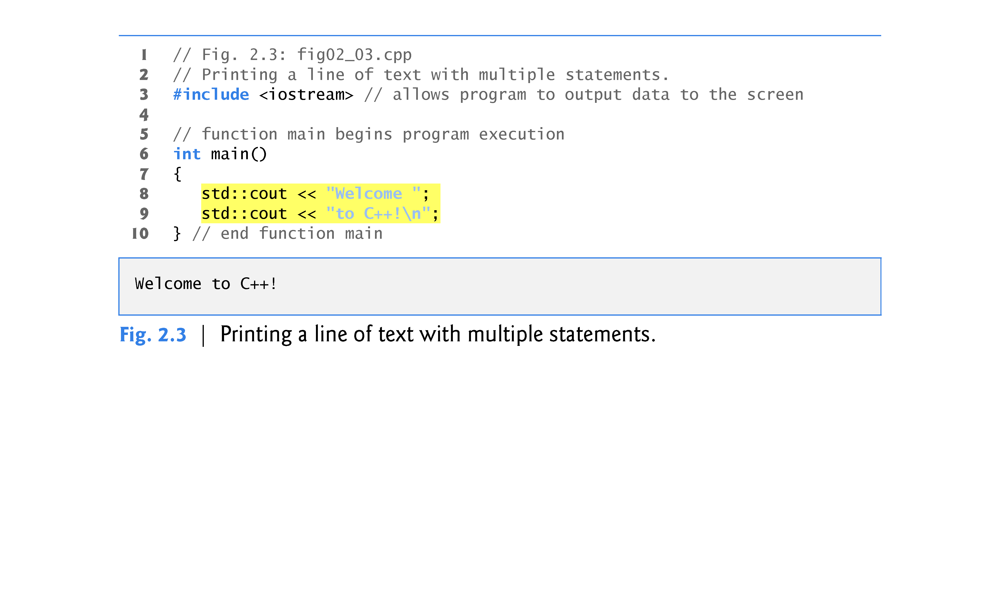 1 // Fig. 2.3: fig02_03.cpp
2 // Printing a line of text with multiple statements.
3 #include <iostream> // allows program to output data to the screen
4
5 // function main begins program execution
6 int main()
7 {
8    std::cout << "Welcome ";
9    std::cout << "to C++!\n";
10 } // end function main
Welcome to C++!
Fig. 2.3 | Printing a line of text with multiple statements.